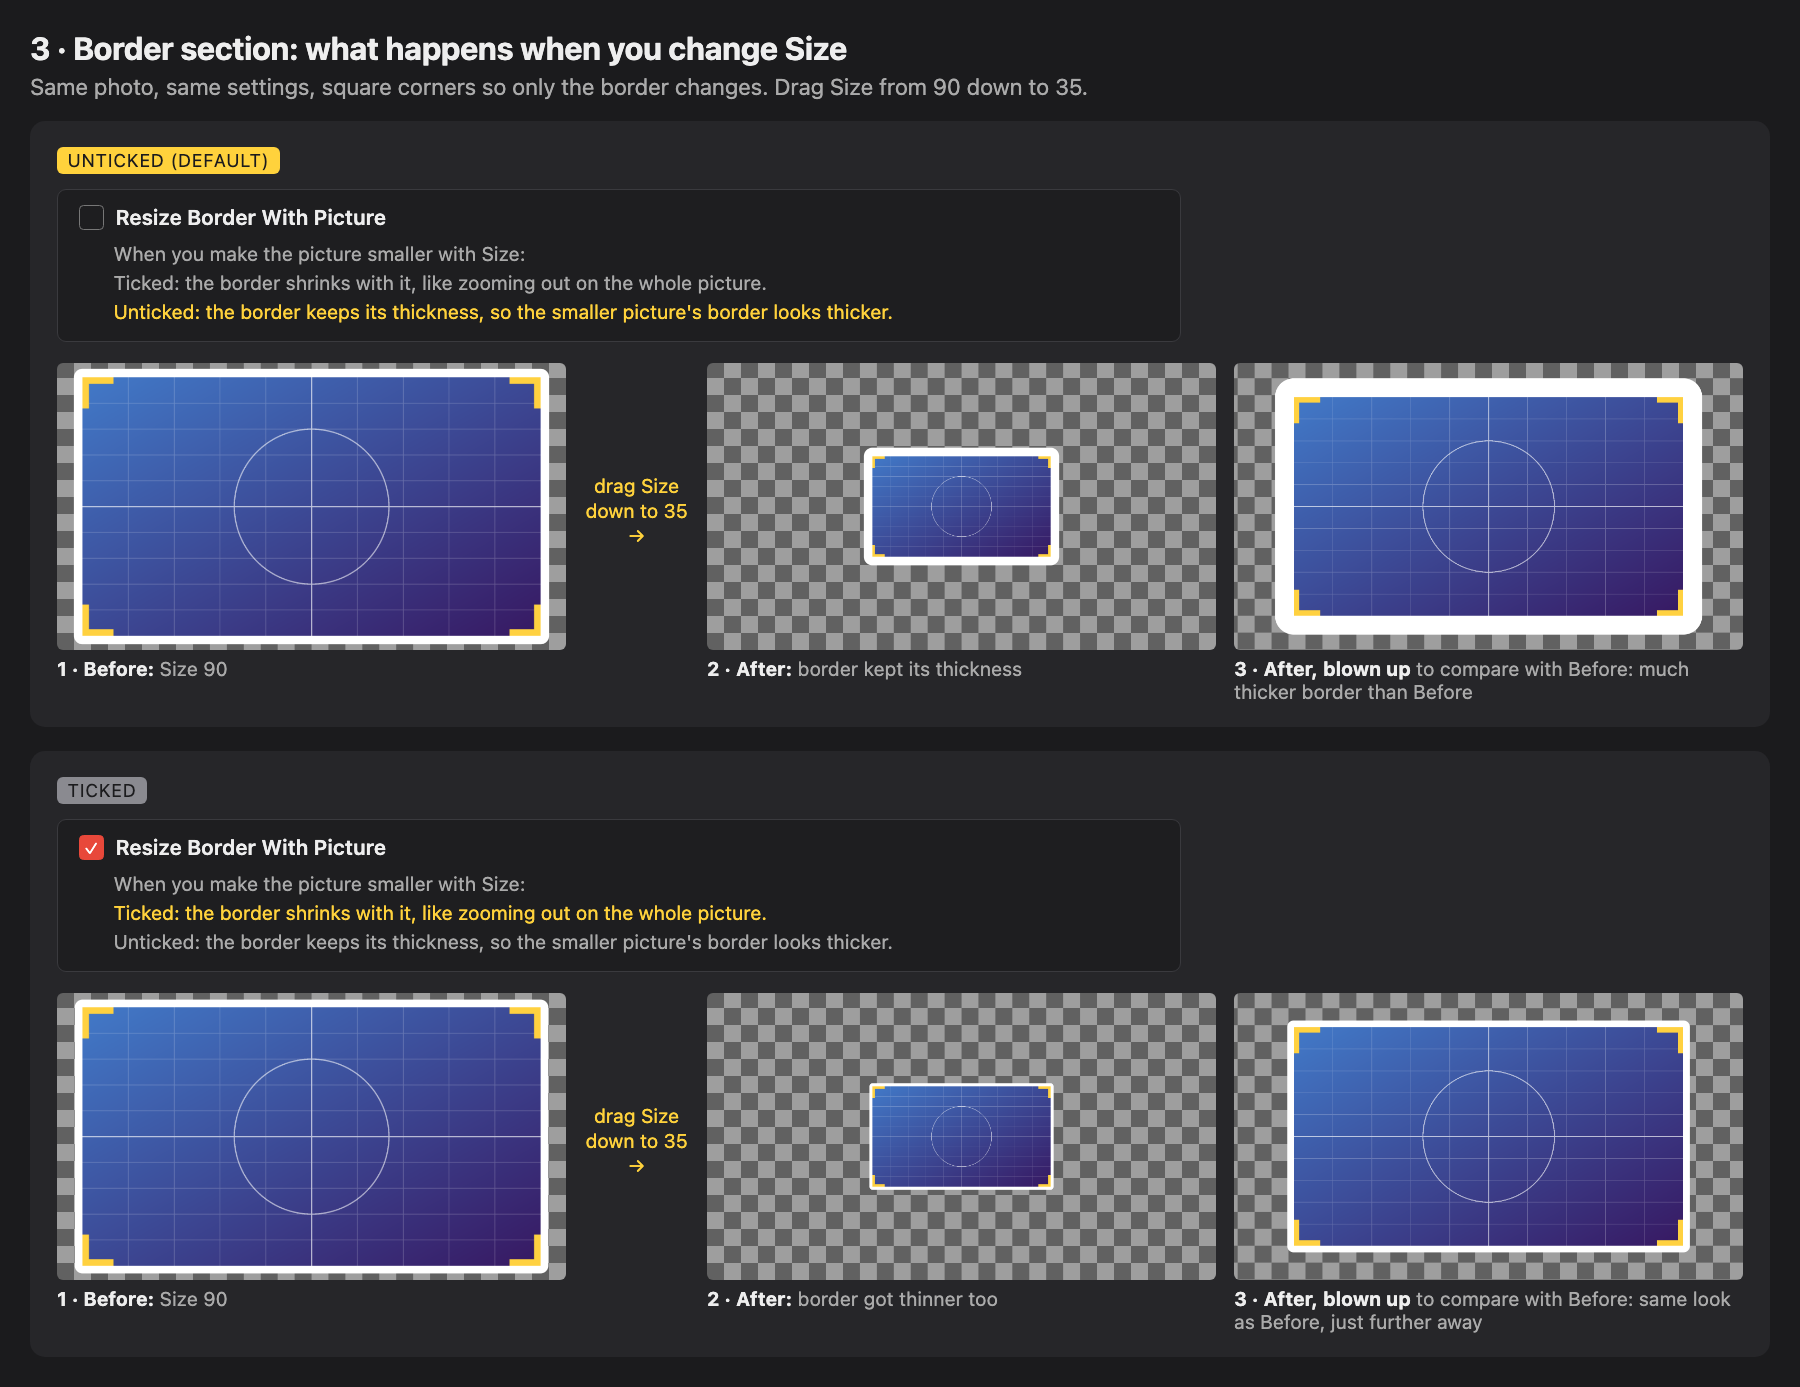 3 · Border section: what happens when you change Size
Same photo, same settings, square corners so only the border changes. Drag Size from 90 down to 35.
UNTICKED (DEFAULT)
Resize Border With Picture
When you make the picture smaller with Size:
Ticked: the border shrinks with it, like zooming out on the whole picture.
Unticked: the border keeps its thickness, so the smaller picture's border looks thicker.
drag Size
down to 35
→
1 · Before: Size 90
2 · After: border kept its thickness
3 · After, blown up to compare with Before: much
thicker border than Before
TICKED
Resize Border With Picture
When you make the picture smaller with Size:
Ticked: the border shrinks with it, like zooming out on the whole picture.
Unticked: the border keeps its thickness, so the smaller picture's border looks thicker.
drag Size
down to 35
→
1 · Before: Size 90
2 · After: border got thinner too
3 · After, blown up to compare with Before: same look
as Before, just further away